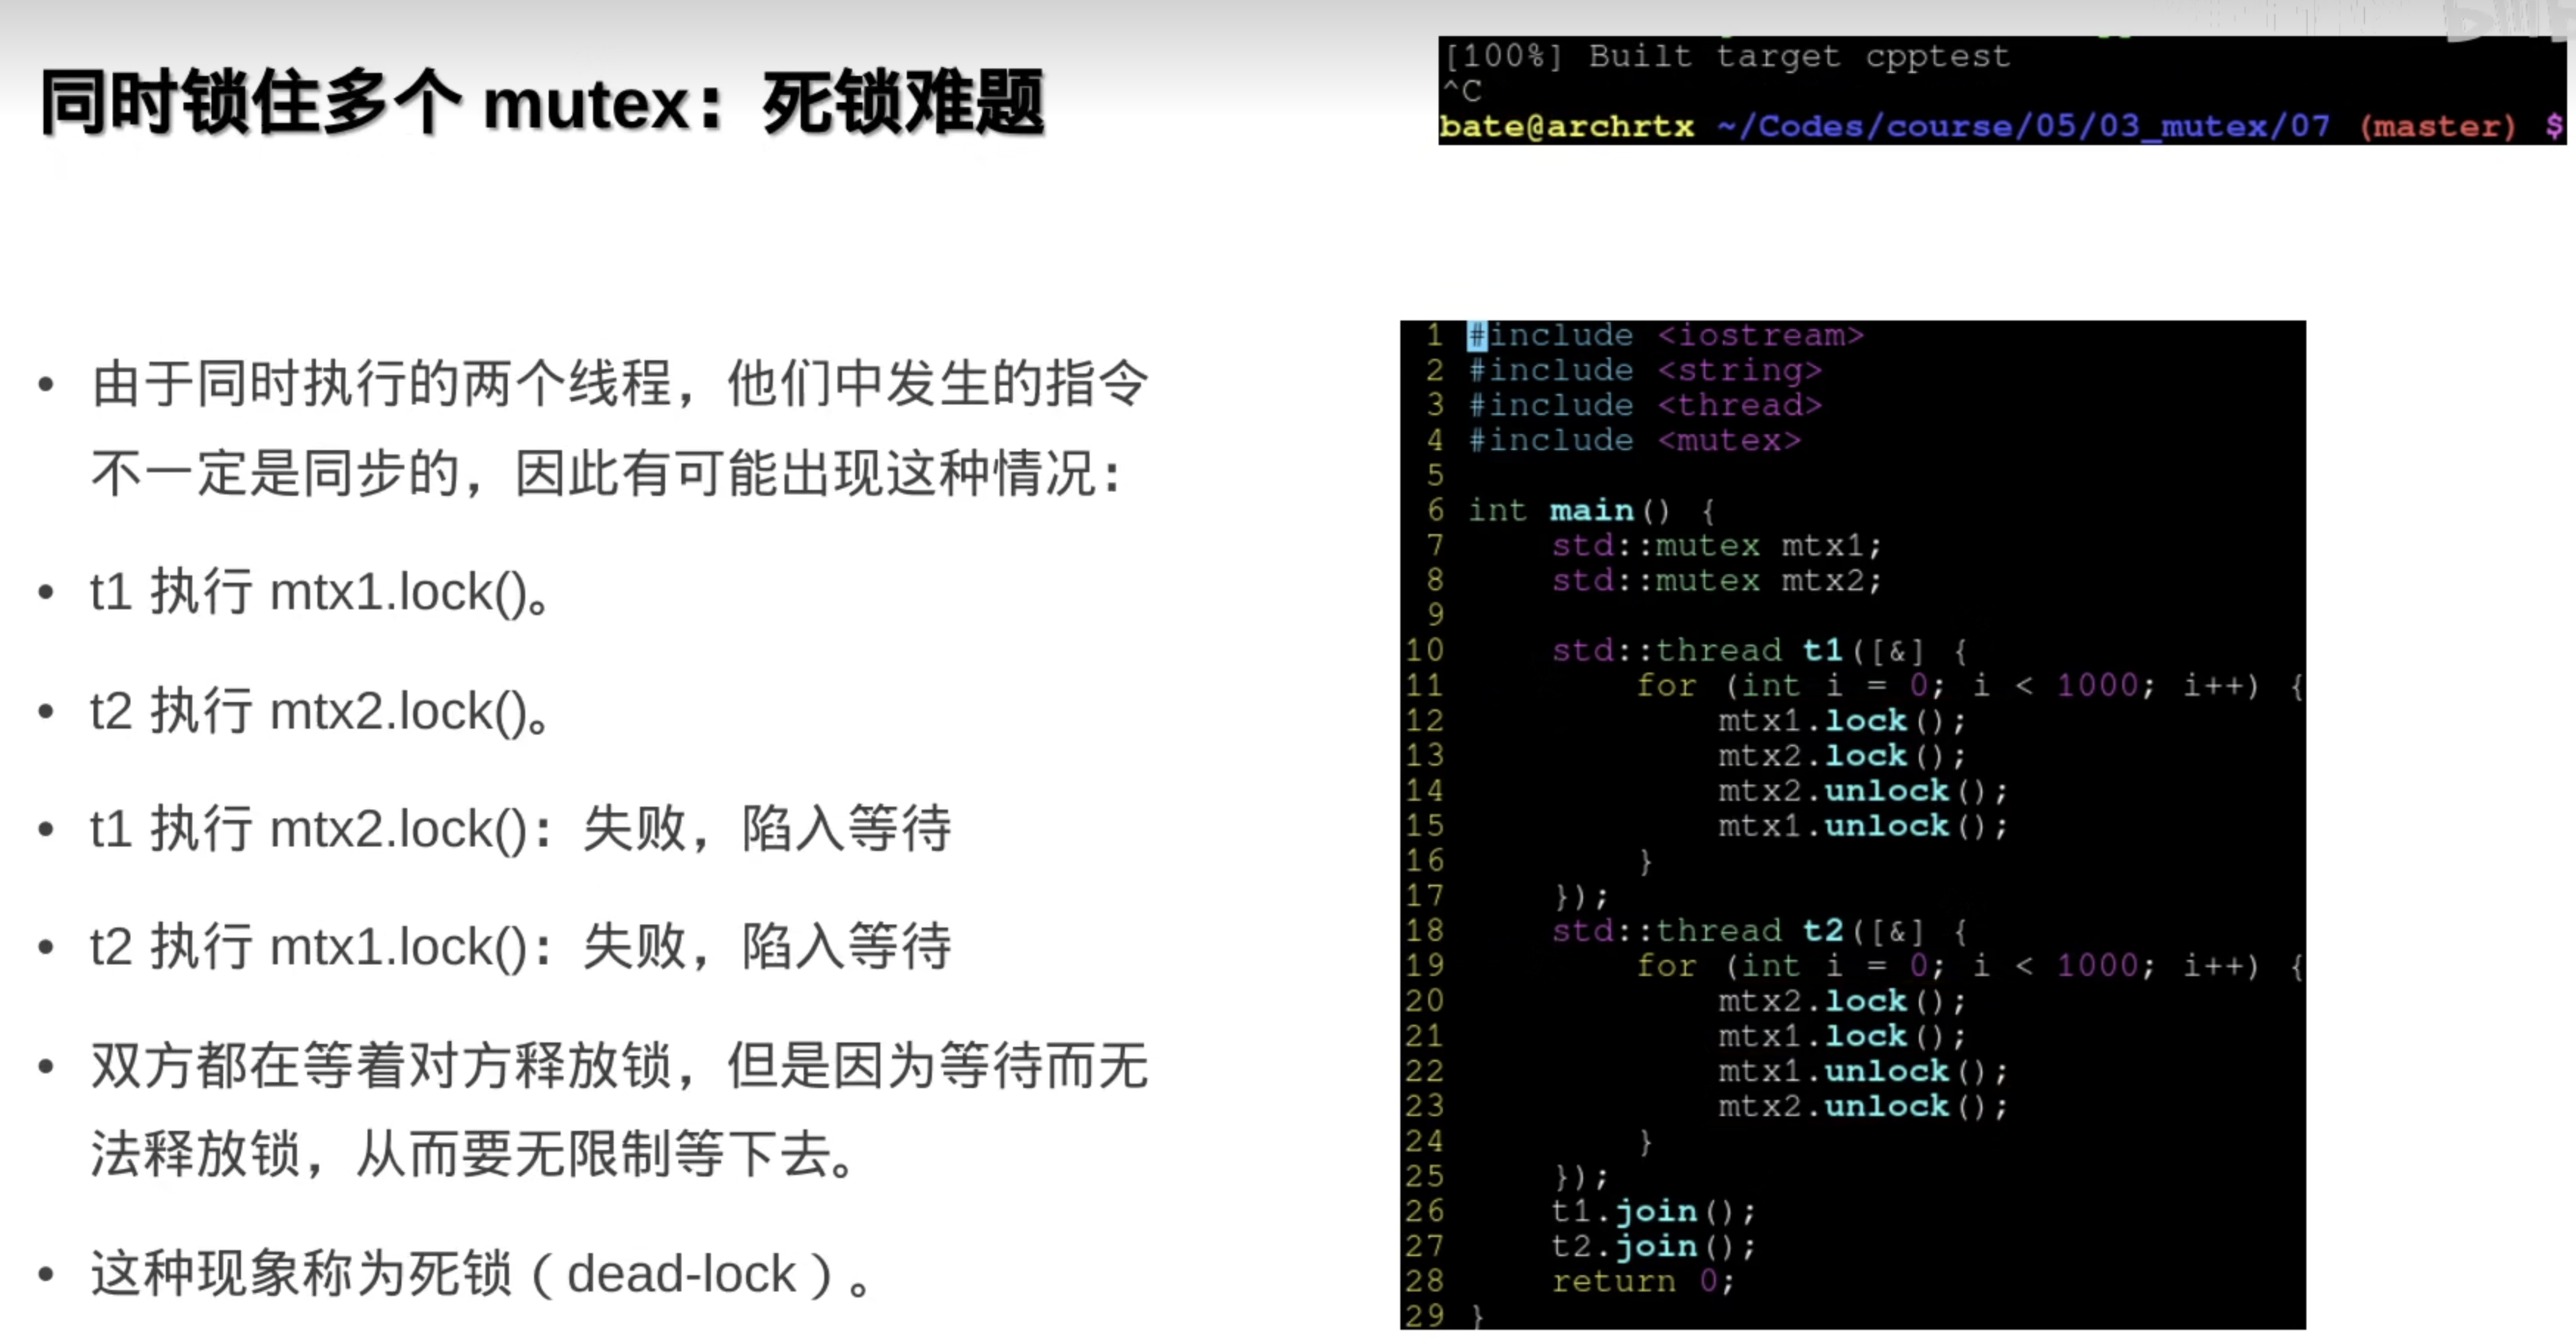 同时锁住多个 mutex：死锁难题
[100%] Built target cpptest
^C
bate@archrtx ~/Codes/course/05/03_mutex/07 (master) $
• 由于同时执行的两个线程，他们中发生的指令
不一定是同步的，因此有可能出现这种情况：
• t1 执行 mtx1.lock()。
• t2 执行 mtx2.lock()。
• t1 执行 mtx2.lock()：失败，陷入等待
• t2 执行 mtx1.lock()：失败，陷入等待
• 双方都在等着对方释放锁，但是因为等待而无
法释放锁，从而要无限制等下去。
• 这种现象称为死锁（dead-lock）。
1 #include <iostream>
2 #include <string>
3 #include <thread>
4 #include <mutex>
5
6 int main() {
7     std::mutex mtx1;
8     std::mutex mtx2;
9
10     std::thread t1([&] {
11         for (int i = 0; i < 1000; i++) {
12             mtx1.lock();
13             mtx2.lock();
14             mtx2.unlock();
15             mtx1.unlock();
16         }
17     });
18     std::thread t2([&] {
19         for (int i = 0; i < 1000; i++) {
20             mtx2.lock();
21             mtx1.lock();
22             mtx1.unlock();
23             mtx2.unlock();
24         }
25     });
26     t1.join();
27     t2.join();
28     return 0;
29 }